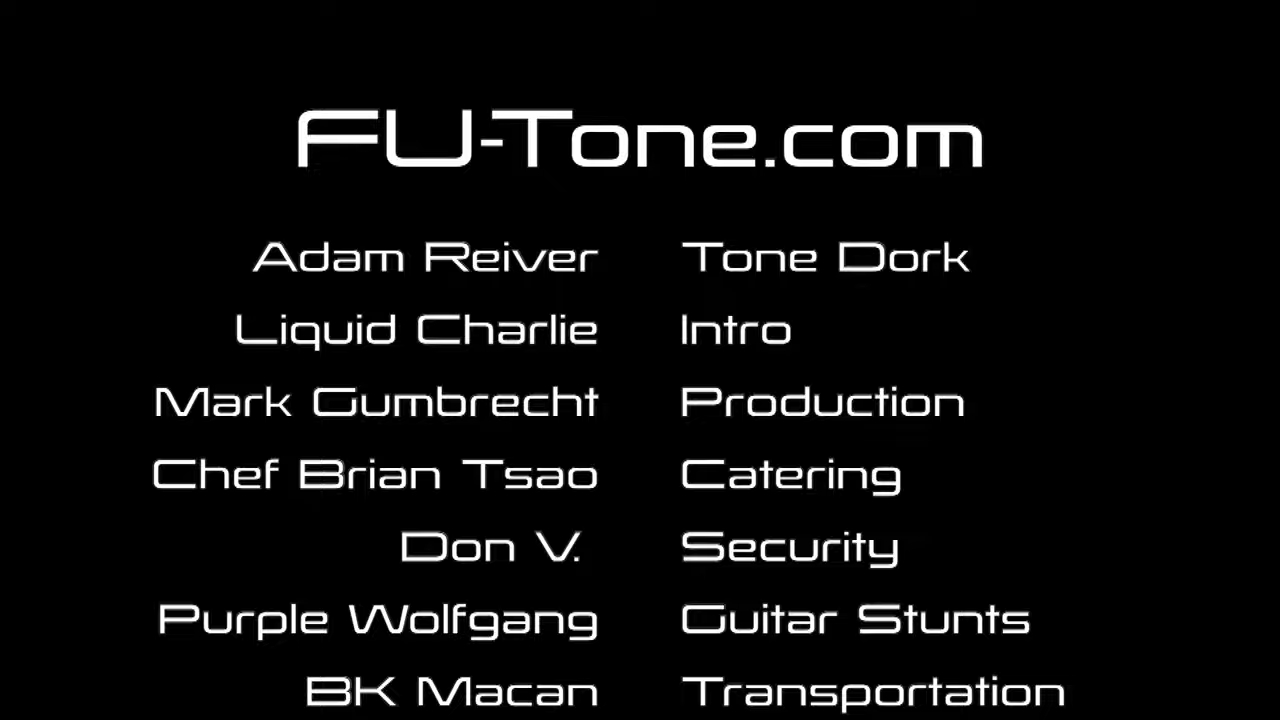 FU-Tone.com
Adam Reiver Tone Dork
Liquid Charlie Intro
Mark Gumbrecht Production
Chef Brian Tsao Catering
Don V. Security
Purple Wolfgang Guitar Stunts
BK Macan Transportation